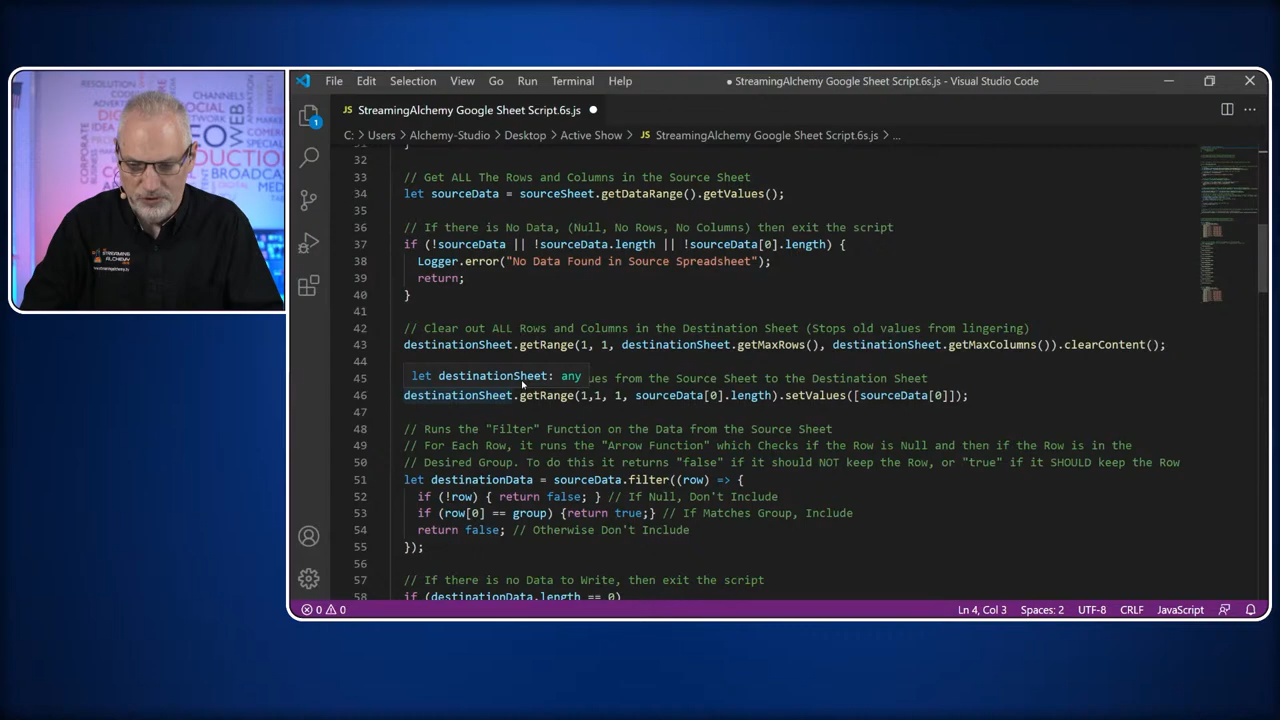 File Edit Selection View Go Run Terminal Help
● StreamingAlchemy Google Sheet Script.6s.js - Visual Studio Code
JS StreamingAlchemy Google Sheet Script.6s.js ●
C: > Users > Alchemy-Studio > Desktop > Active Show > JS StreamingAlchemy Google Sheet Script.6s.js > ...
1
32
33 // Get ALL The Rows and Columns in the Source Sheet
34 let sourceData = sourceSheet.getDataRange().getValues();
35
36 // If there is No Data, (Null, No Rows, No Columns) then exit the script
37 if (!sourceData || !sourceData.length || !sourceData[0].length) {
38 Logger.error("No Data Found in Source Spreadsheet");
39 return;
40 }
41
42 // Clear out ALL Rows and Columns in the Destination Sheet (Stops old values from lingering)
43 destinationSheet.getRange(1, 1, destinationSheet.getMaxRows(), destinationSheet.getMaxColumns()).clearContent();
44
let destinationSheet: any
45 ues from the Source Sheet to the Destination Sheet
46 destinationSheet.getRange(1,1, 1, sourceData[0].length).setValues([sourceData[0]]);
47
48 // Runs the "Filter" Function on the Data from the Source Sheet
49 // For Each Row, it runs the "Arrow Function" which Checks if the Row is Null and then if the Row is in the
50 // Desired Group. To do this it returns "false" if it should NOT keep the Row, or "true" if it SHOULD keep the Row
51 let destinationData = sourceData.filter((row) => {
52 if (!row) { return false; } // If Null, Don't Include
53 if (row[0] == group) {return true;} // If Matches Group, Include
54 return false; // Otherwise Don't Include
55 });
56
57 // If there is no Data to Write, then exit the script
58 if (destinationData.length == 0)
0 0
Ln 4, Col 3 Spaces: 2 UTF-8 CRLF JavaScript
RESOLUTION
CHANNELS
SOCIAL
WEB
CORPORATE
STREAMING
ALCHEMY